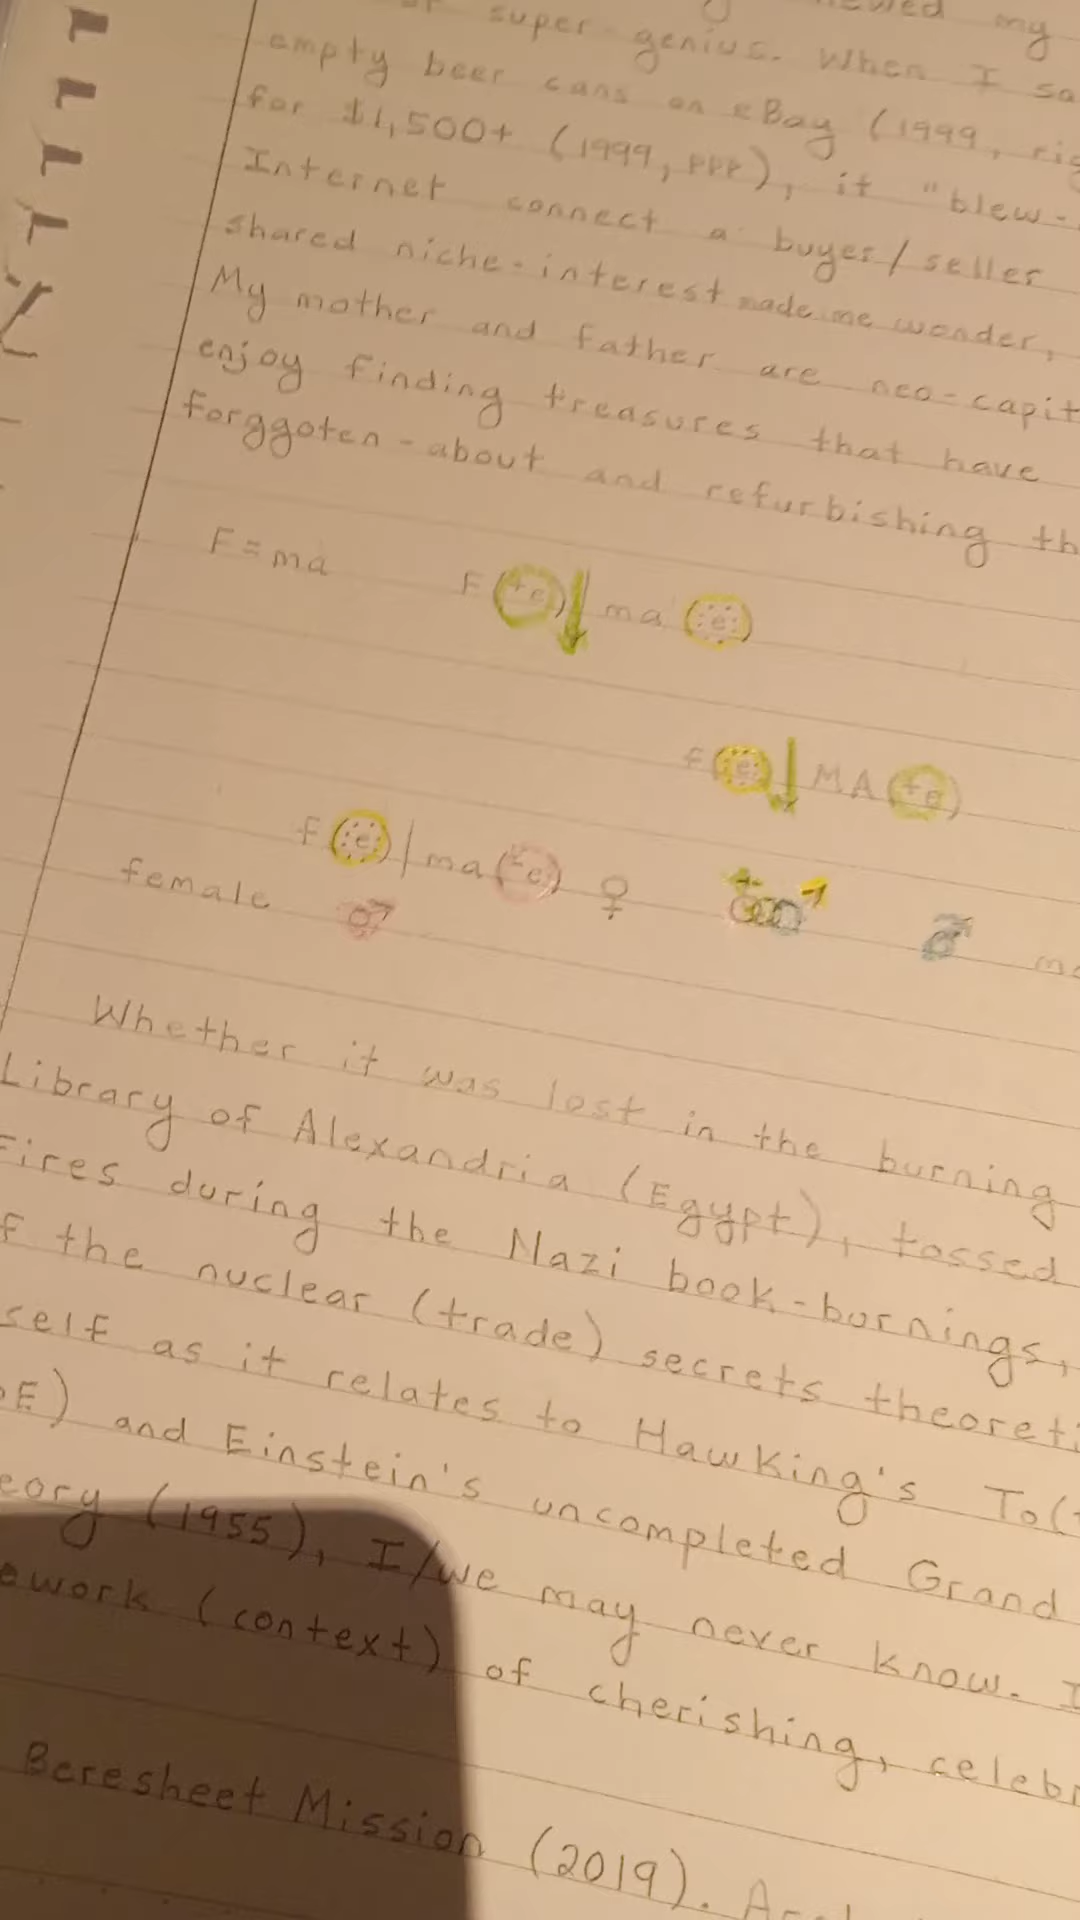 super-genius. When I
empty beer cans on eBay (1999,
for $1,500+ (1999, PPP), it "blew-
Internet connect a buyer/seller
shared niche-interest made me wonder,
My mother and father are neo-capit
enjoy finding treasures that have
forggoten-about and refurbishing th
F=ma F(+e) ma(e)
F(e) MA(+e)
F(e)|ma(+e) ♀
female
Whether it was lost in the burning
Library of Alexandria (Egypt), tossed
Fires during the Nazi book-burnings,
f the nuclear (trade) secrets theoreti
self as it relates to Hawking's To(
OE) and Einstein's uncompleted Grand
eory (1955), I/we may never know. I
ework (context) of cherishing, celebr
Beresheet Mission (2019).